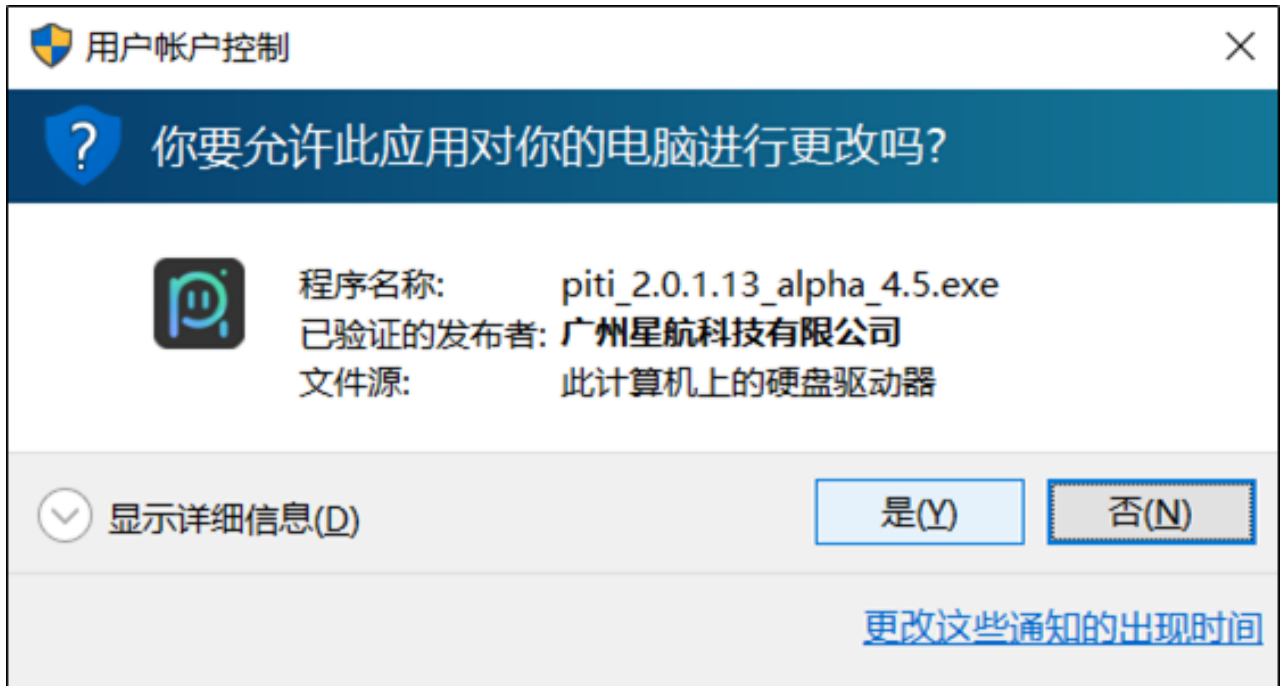 用户帐户控制
你要允许此应用对你的电脑进行更改吗?
程序名称: piti_2.0.1.13_alpha_4.5.exe
已验证的发布者: 广州星航科技有限公司
文件源: 此计算机上的硬盘驱动器
显示详细信息(D)
是(Y)
否(N)
更改这些通知的出现时间